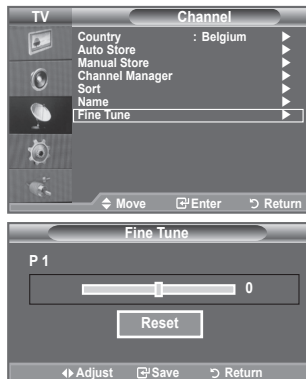 TV Channel
Country : Belgium
Auto Store
Manual Store
Channel Manager
Sort
Name
Fine Tune
Move Enter Return
Fine Tune
P 1
0
Reset
Adjust Save Return